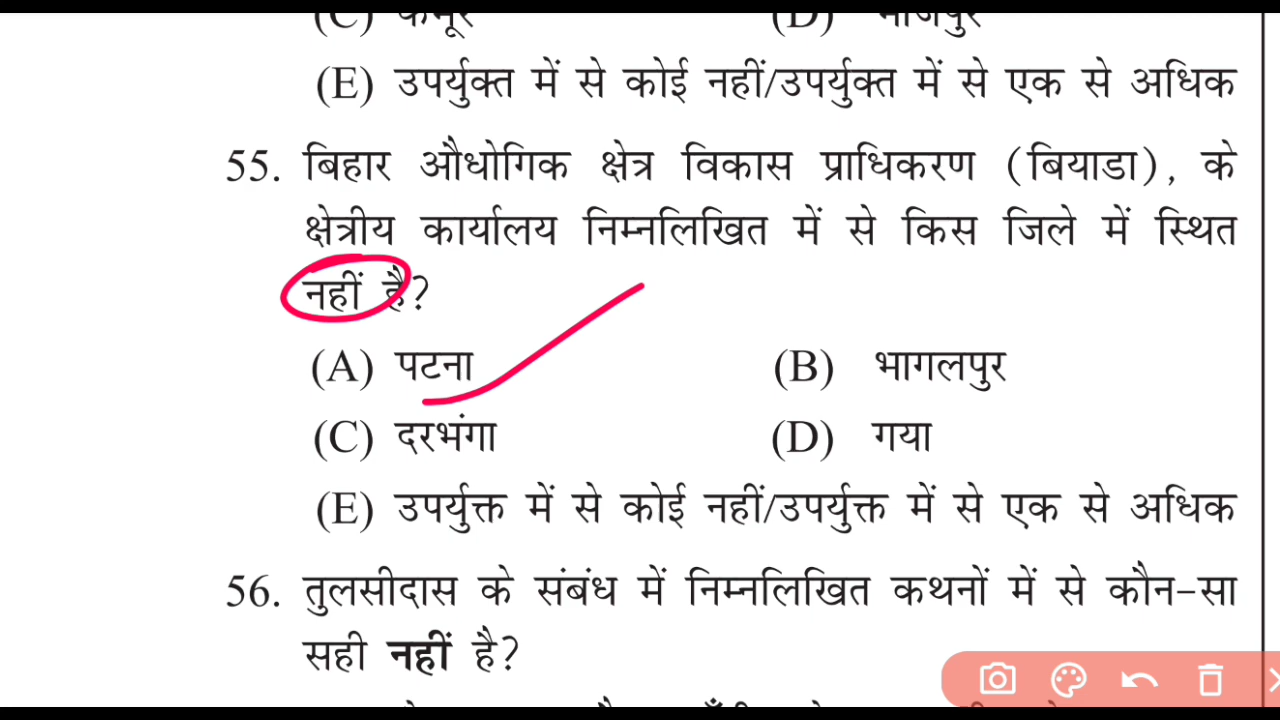 (C) कैमूर (D) भोजपुर
(E) उपर्युक्त में से कोई नहीं/उपर्युक्त में से एक से अधिक
55. बिहार औधोगिक क्षेत्र विकास प्राधिकरण (बियाडा), के
क्षेत्रीय कार्यालय निम्नलिखित में से किस जिले में स्थित
नहीं है?
(A) पटना (B) भागलपुर
(C) दरभंगा (D) गया
(E) उपर्युक्त में से कोई नहीं/उपर्युक्त में से एक से अधिक
56. तुलसीदास के संबंध में निम्नलिखित कथनों में से कौन-सा
सही नहीं है?